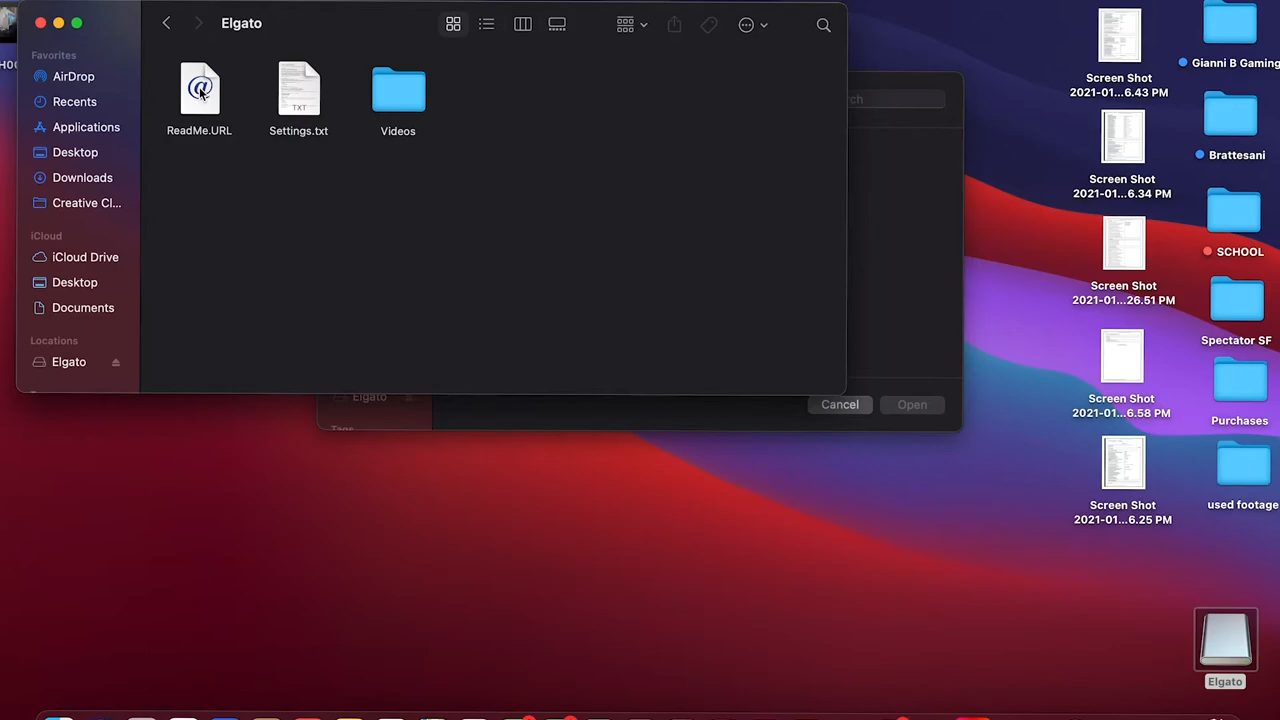 Elgato
Favorites
AirDrop
Recents
Applications
Desktop
Downloads
Creative Cl...
iCloud
iCloud Drive
Desktop
Documents
Locations
Elgato
ReadMe.URL
TXT
Settings.txt
Videos
ch
Elgato
Tags
Cancel
Open
Screen Shot
2021-01...6.43 PM
Screen Shot
2021-01...6.34 PM
Screen Shot
2021-01...26.51 PM
Screen Shot
2021-01...6.58 PM
Screen Shot
2021-01...6.25 PM
Gianni B Gaming
SCHOOL
Spectator SF
Purchases
used footage
Elgato